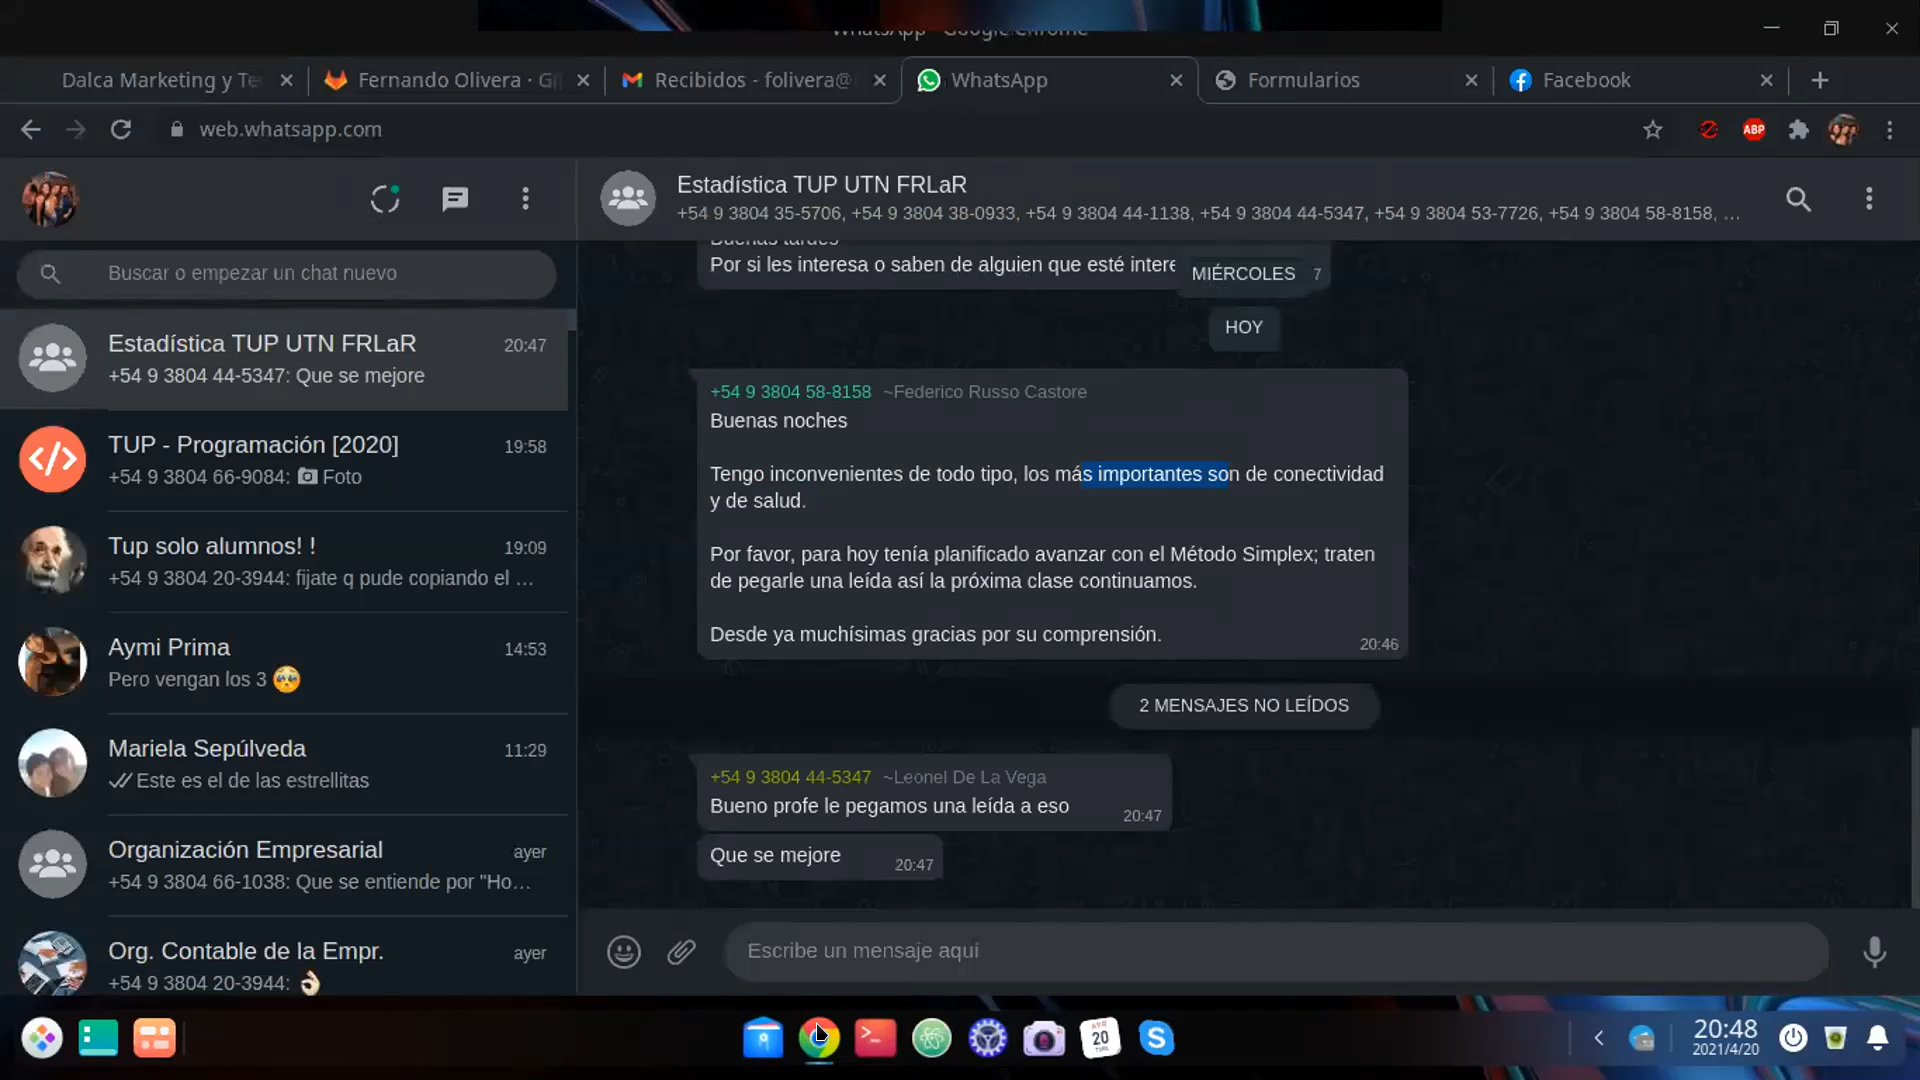 WhatsApp - Google Chrome
Dalca Marketing y Te
Fernando Olivera · Gi
Recibidos - folivera@
WhatsApp
Formularios
Facebook
web.whatsapp.com
ABP
Buscar o empezar un chat nuevo
Estadística TUP UTN FRLaR 20:47
+54 9 3804 44-5347: Que se mejore
TUP - Programación [2020] 19:58
+54 9 3804 66-9084: Foto
Tup solo alumnos! ! 19:09
+54 9 3804 20-3944: fijate q pude copiando el ...
Aymi Prima 14:53
Pero vengan los 3 🥺
Mariela Sepúlveda 11:29
Este es el de las estrellitas
Organización Empresarial ayer
+54 9 3804 66-1038: Que se entiende por "Ho...
Org. Contable de la Empr. ayer
+54 9 3804 20-3944: 👌🏻
Estadística TUP UTN FRLaR
+54 9 3804 35-5706, +54 9 3804 38-0933, +54 9 3804 44-1138, +54 9 3804 44-5347, +54 9 3804 53-7726, +54 9 3804 58-8158, ...
Buenas tardes
Por si les interesa o saben de alguien que esté intere
MIÉRCOLES 7
HOY
+54 9 3804 58-8158 ~Federico Russo Castore
Buenas noches
Tengo inconvenientes de todo tipo, los más importantes son de conectividad
y de salud.
Por favor, para hoy tenía planificado avanzar con el Método Simplex; traten
de pegarle una leída así la próxima clase continuamos.
Desde ya muchísimas gracias por su comprensión.
20:46
2 MENSAJES NO LEÍDOS
+54 9 3804 44-5347 ~Leonel De La Vega
Bueno profe le pegamos una leída a eso
20:47
Que se mejore
20:47
Escribe un mensaje aqui
APR
20
20:48
2021/4/20